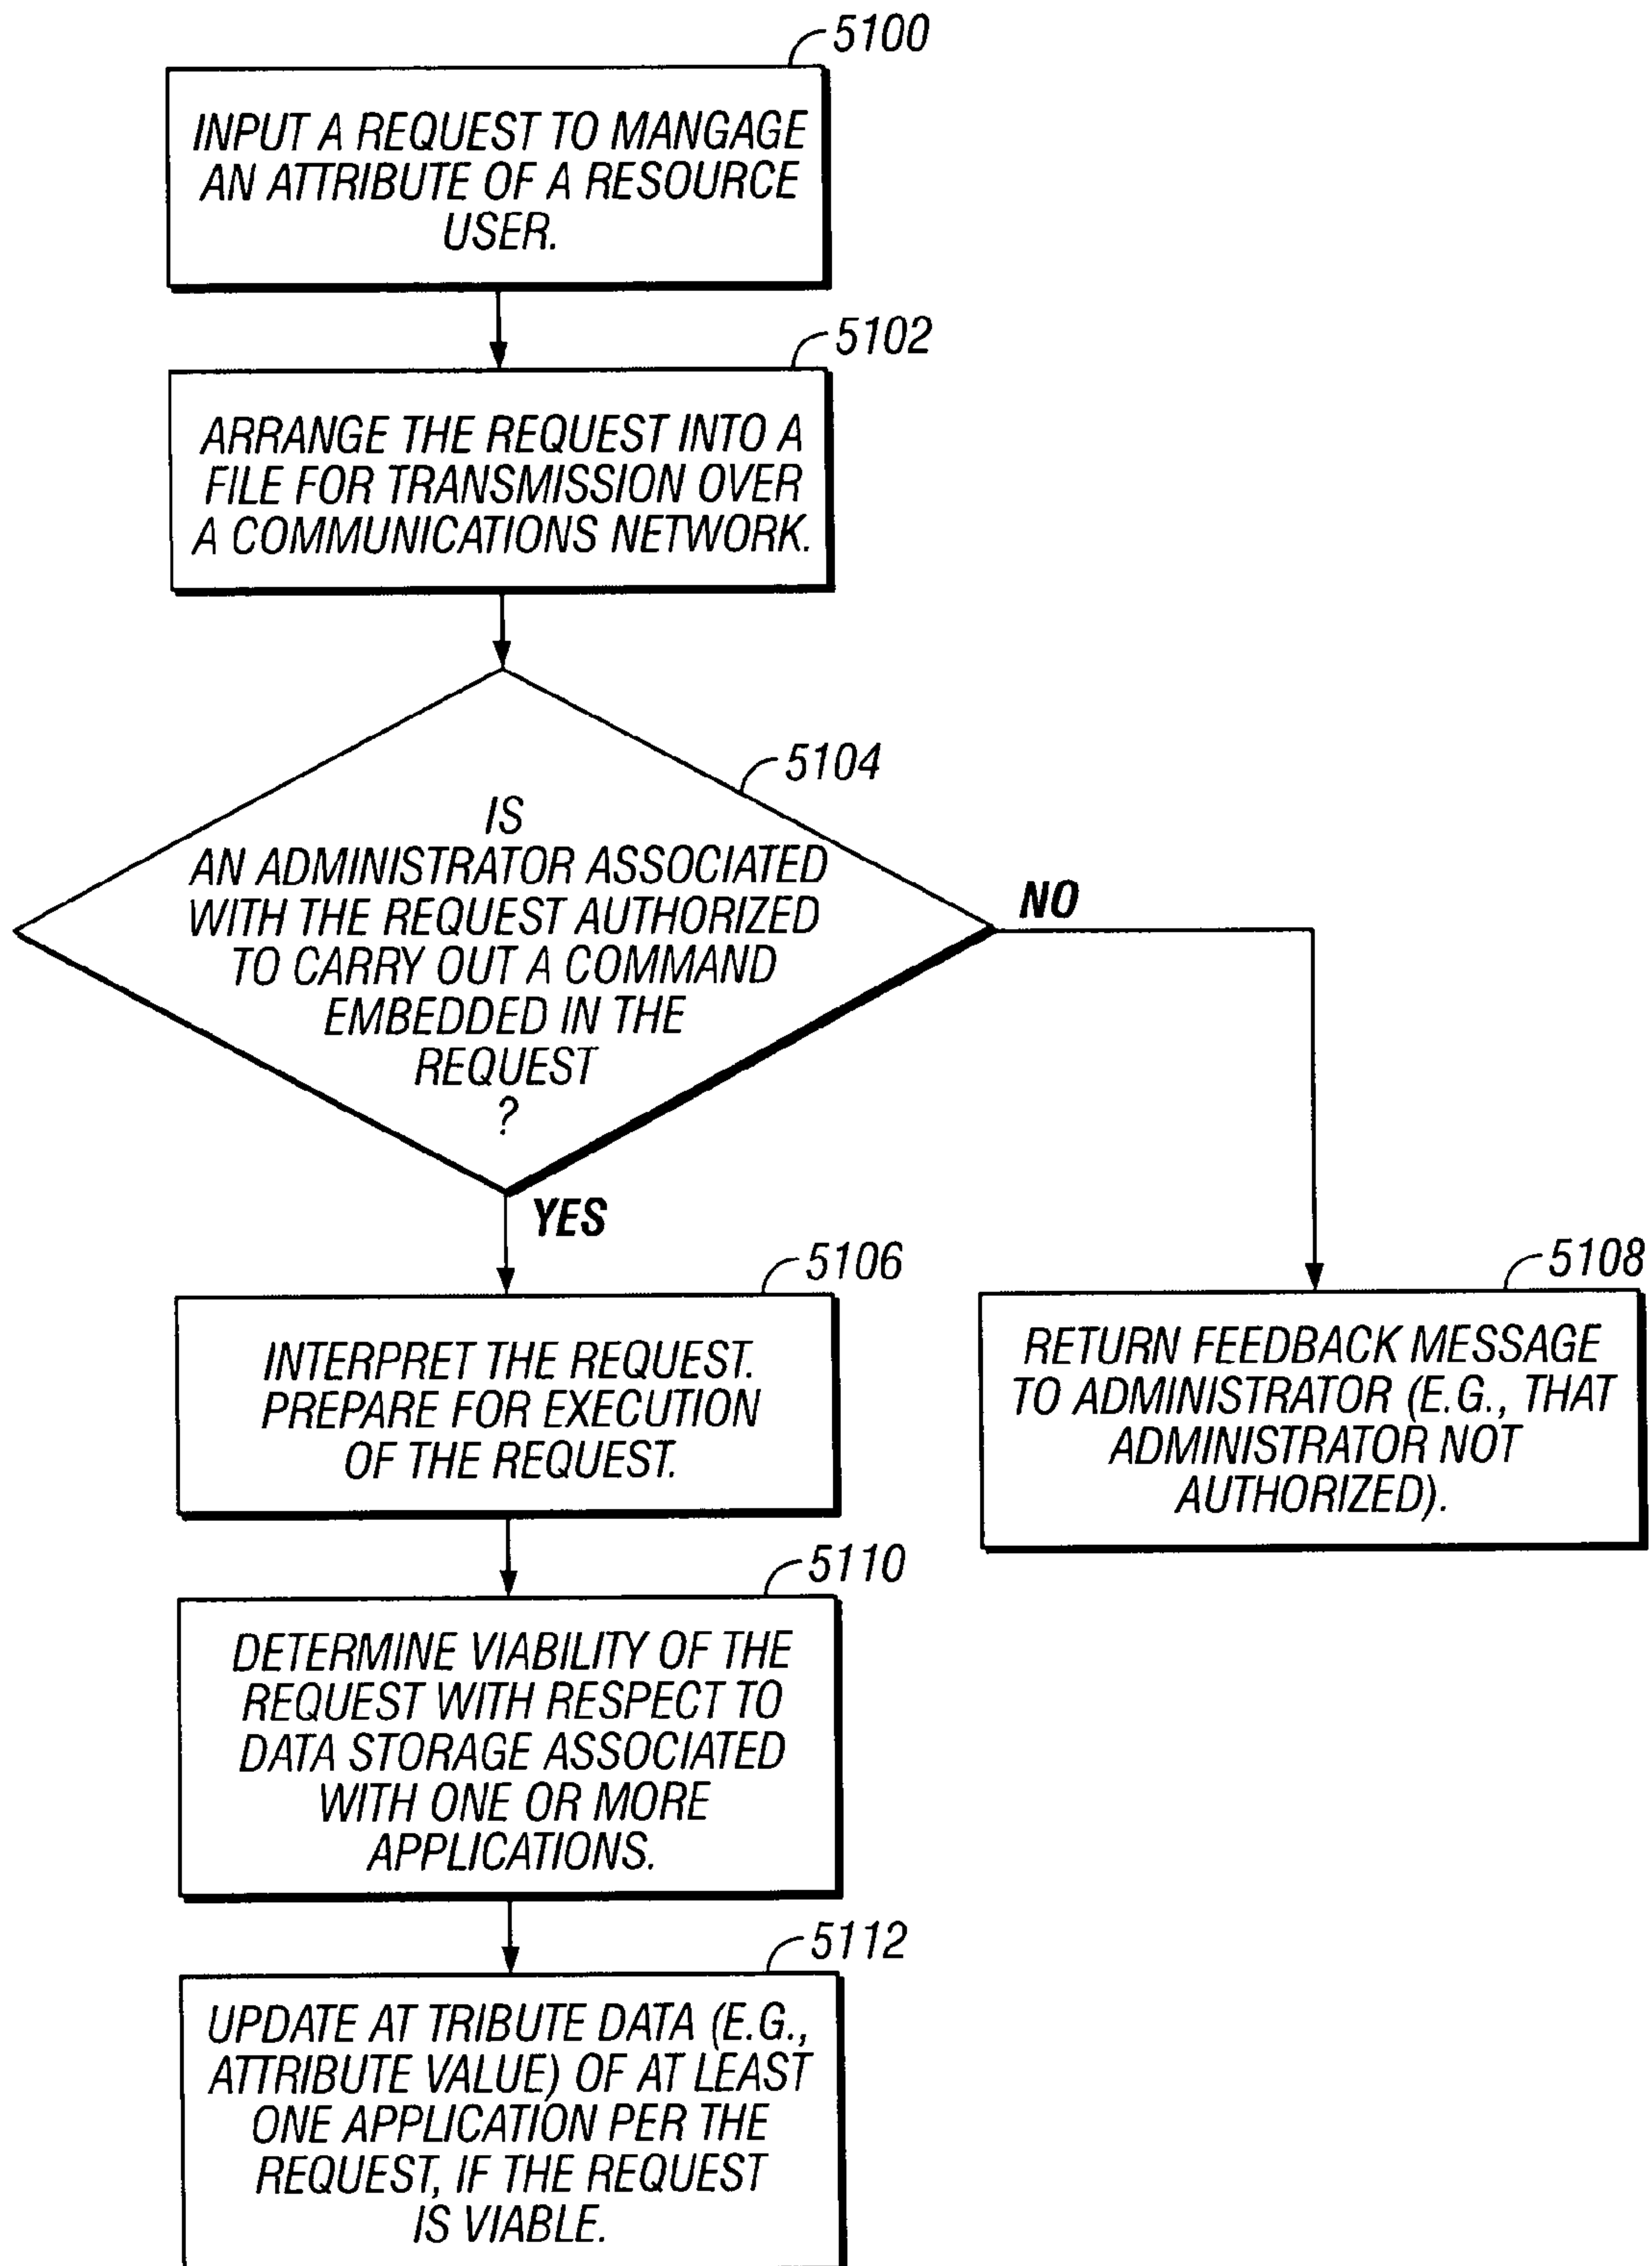 5100
INPUT A REQUEST TO MANGAGE
AN ATTRIBUTE OF A RESOURCE
USER.
5102
ARRANGE THE REQUEST INTO A
FILE FOR TRANSMISSION OVER
A COMMUNICATIONS NETWORK.
5104
IS
AN ADMINISTRATOR ASSOCIATED
WITH THE REQUEST AUTHORIZED
TO CARRY OUT A COMMAND
EMBEDDED IN THE
REQUEST
?
NO
YES
5106
INTERPRET THE REQUEST.
PREPARE FOR EXECUTION
OF THE REQUEST.
5108
RETURN FEEDBACK MESSAGE
TO ADMINISTRATOR (E.G., THAT
ADMINISTRATOR NOT
AUTHORIZED).
5110
DETERMINE VIABILITY OF THE
REQUEST WITH RESPECT TO
DATA STORAGE ASSOCIATED
WITH ONE OR MORE
APPLICATIONS.
5112
UPDATE AT TRIBUTE DATA (E.G.,
ATTRIBUTE VALUE) OF AT LEAST
ONE APPLICATION PER THE
REQUEST, IF THE REQUEST
IS VIABLE.